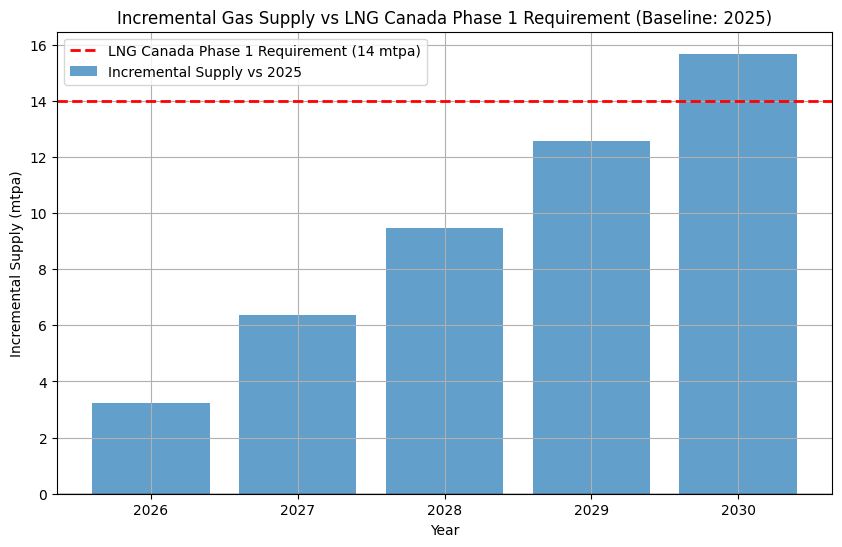 Incremental Gas Supply vs LNG Canada Phase 1 Requirement (Baseline: 2025)
LNG Canada Phase 1 Requirement (14 mtpa)
Incremental Supply vs 2025
Incremental Supply (mtpa)
16
14
12
10
8
6
4
2
0
2026 2027 2028 2029 2030
Year